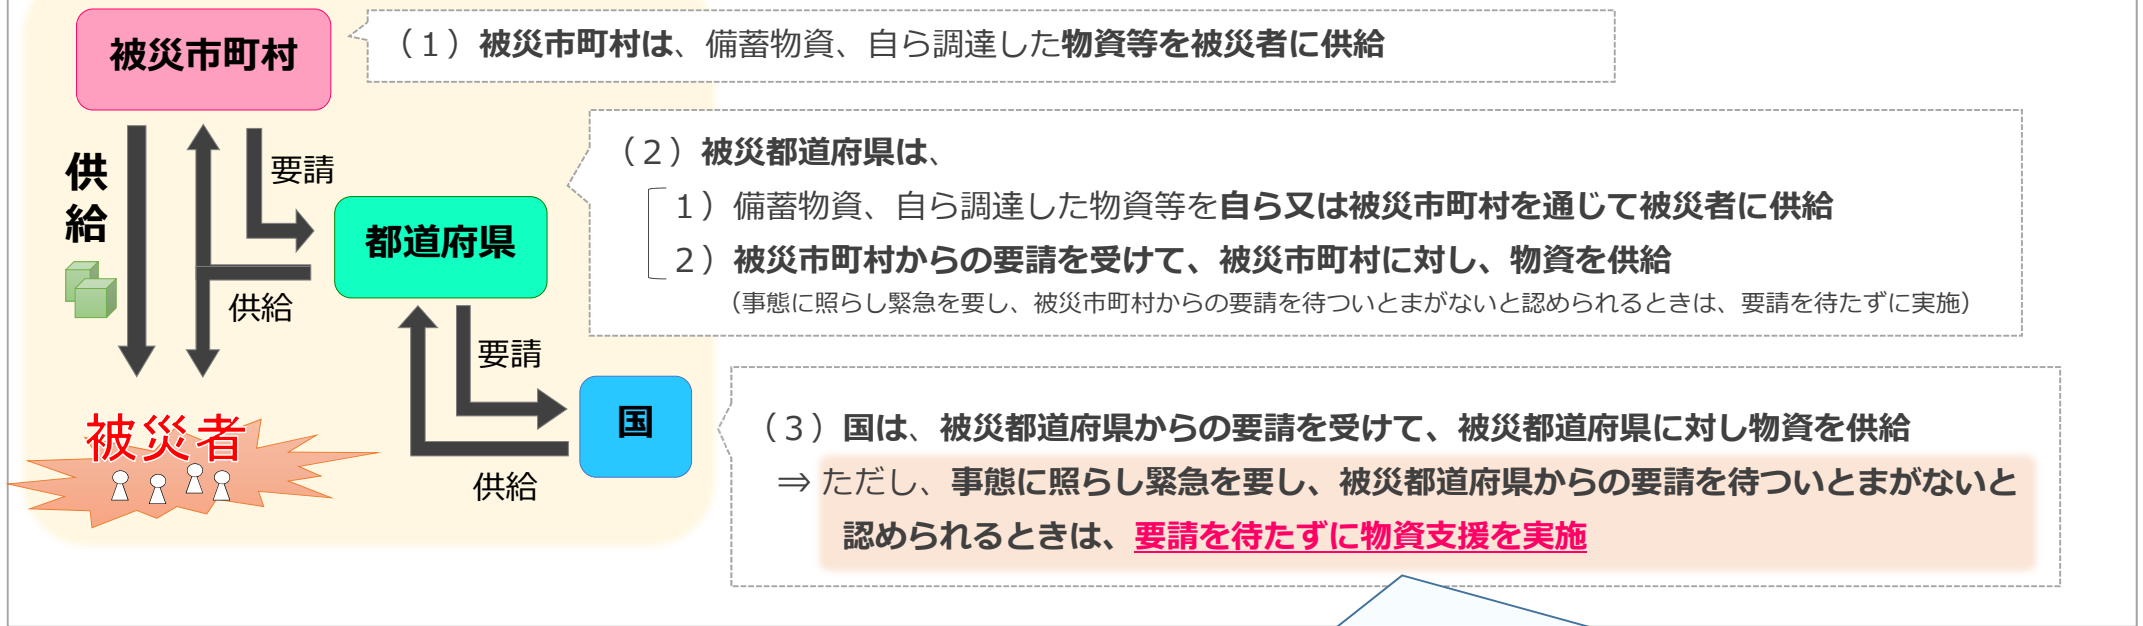 被災市町村
（１）被災市町村は、備蓄物資、自ら調達した物資等を被災者に供給
供給
要請
都道府県
供給
（２）被災都道府県は、
１）備蓄物資、自ら調達した物資等を自ら又は被災市町村を通じて被災者に供給
２）被災市町村からの要請を受けて、被災市町村に対し、物資を供給
（事態に照らし緊急を要し、被災市町村からの要請を待ついとまがないと認められるときは、要請を待たずに実施）
要請
国
供給
被災者
（３）国は、被災都道府県からの要請を受けて、被災都道府県に対し物資を供給
⇒ ただし、事態に照らし緊急を要し、被災都道府県からの要請を待ついとまがないと
認められるときは、要請を待たずに物資支援を実施